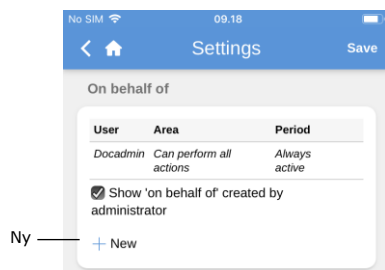 No SIM 09.18
Settings Save
On behalf of
User Area Period
Docadmin Can perform all Always
actions active
Show 'on behalf of' created by
administrator
Ny + New